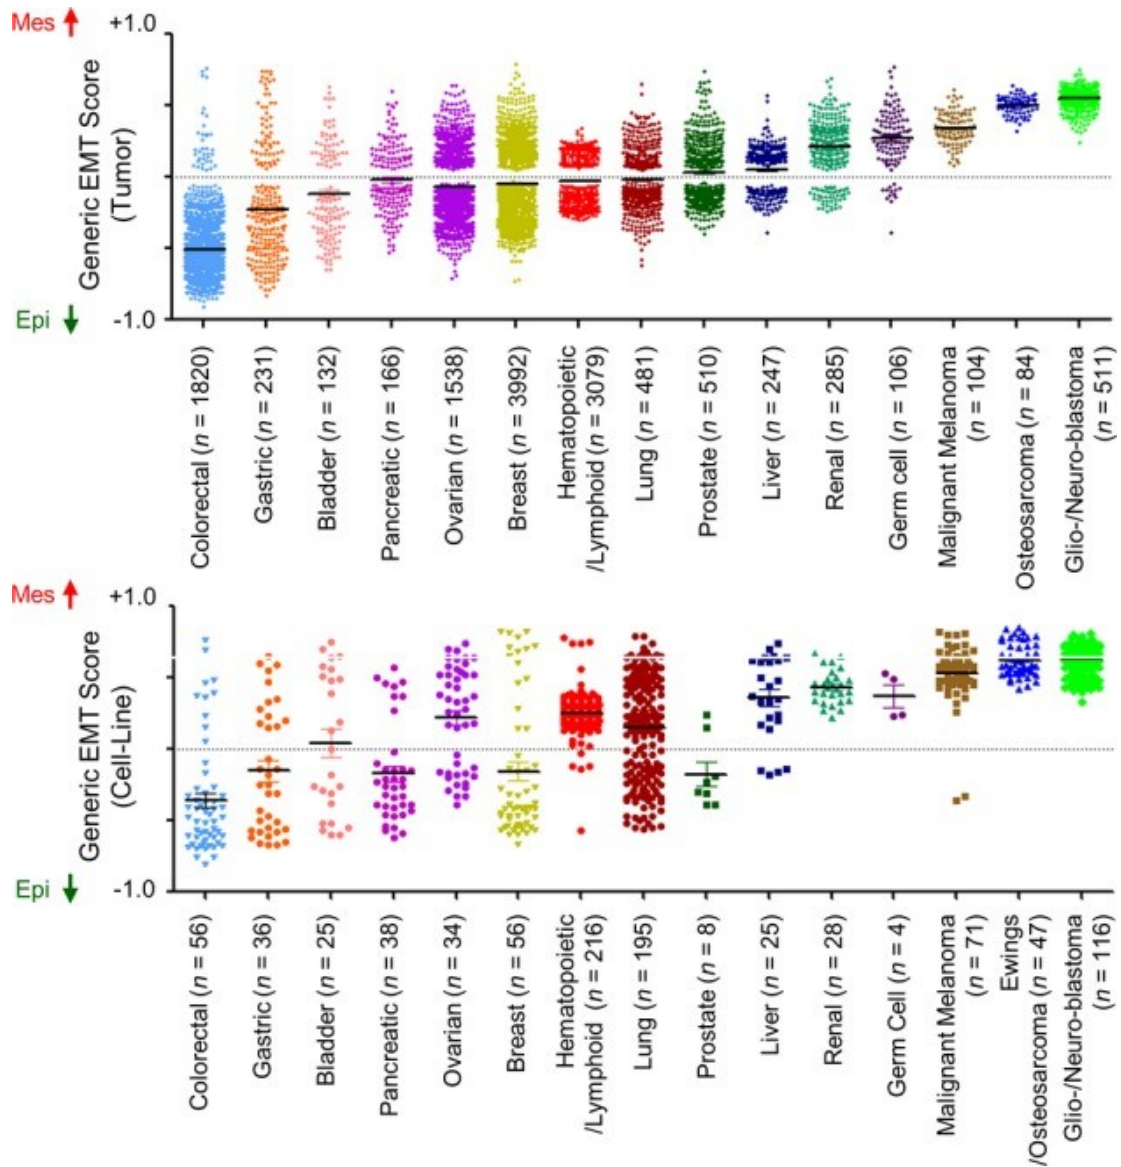 Mes
+1.0
Generic EMT Score
(Tumor)
Epi
-1.0
Colorectal (n = 1820)
Gastric (n = 231)
Bladder (n = 132)
Pancreatic (n = 166)
Ovarian (n = 1538)
Breast (n = 3992)
Hematopoietic
/Lymphoid (n = 3079)
Lung (n = 481)
Prostate (n = 510)
Liver (n = 247)
Renal (n = 285)
Germ cell (n = 106)
Malignant Melanoma
(n = 104)
Osteosarcoma (n = 84)
Glio-/Neuro-blastoma
(n = 511)
Mes
+1.0
Generic EMT Score
(Cell-Line)
Epi
-1.0
Colorectal (n = 56)
Gastric (n = 36)
Bladder (n = 25)
Pancreatic (n = 38)
Ovarian (n = 34)
Breast (n = 56)
Hematopoietic
/Lymphoid (n = 216)
Lung (n = 195)
Prostate (n = 8)
Liver (n = 25)
Renal (n = 28)
Germ Cell (n = 4)
Malignant Melanoma
(n = 71)
Ewings
/Osteosarcoma (n = 47)
Glio-/Neuro-blastoma
(n = 116)